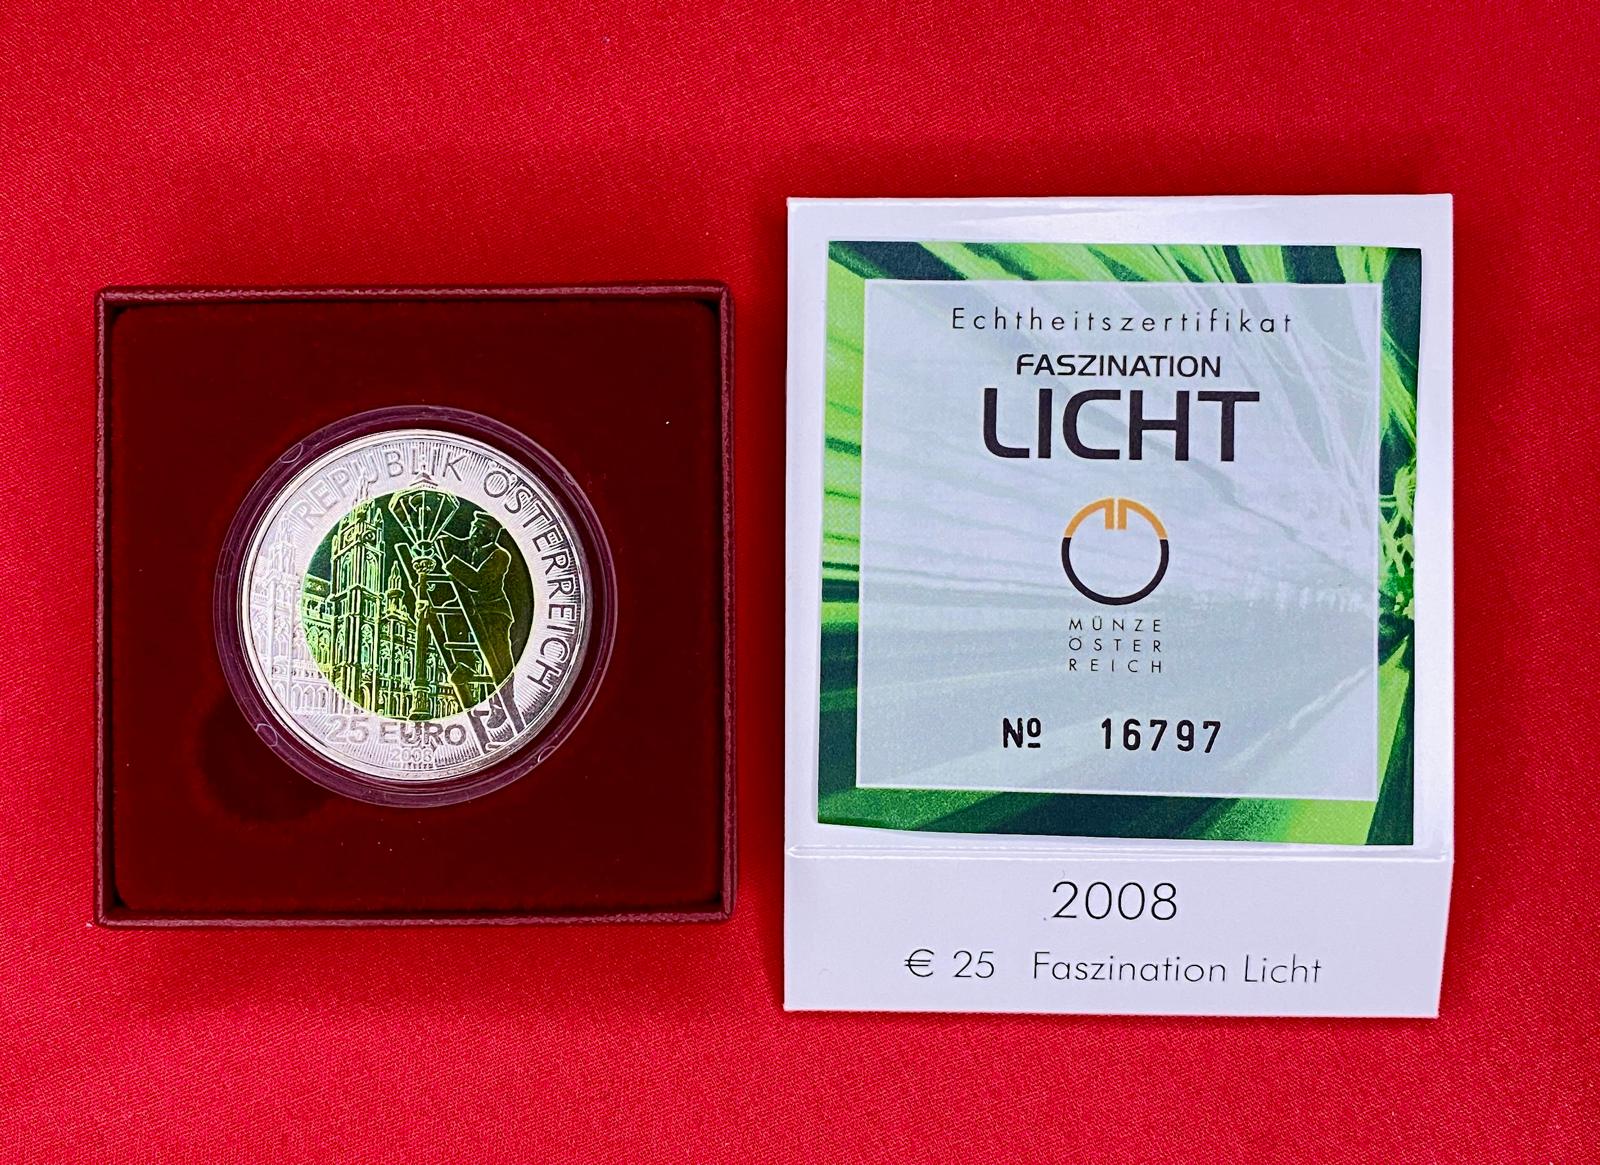 REPUBLIK ÖSTERREICH
25 EURO
2008
Echtheitszertifikat
FASZINATION
LICHT
MÜNZE
ÖSTER
REICH
Nº 16797
2008
€ 25 Faszination Licht